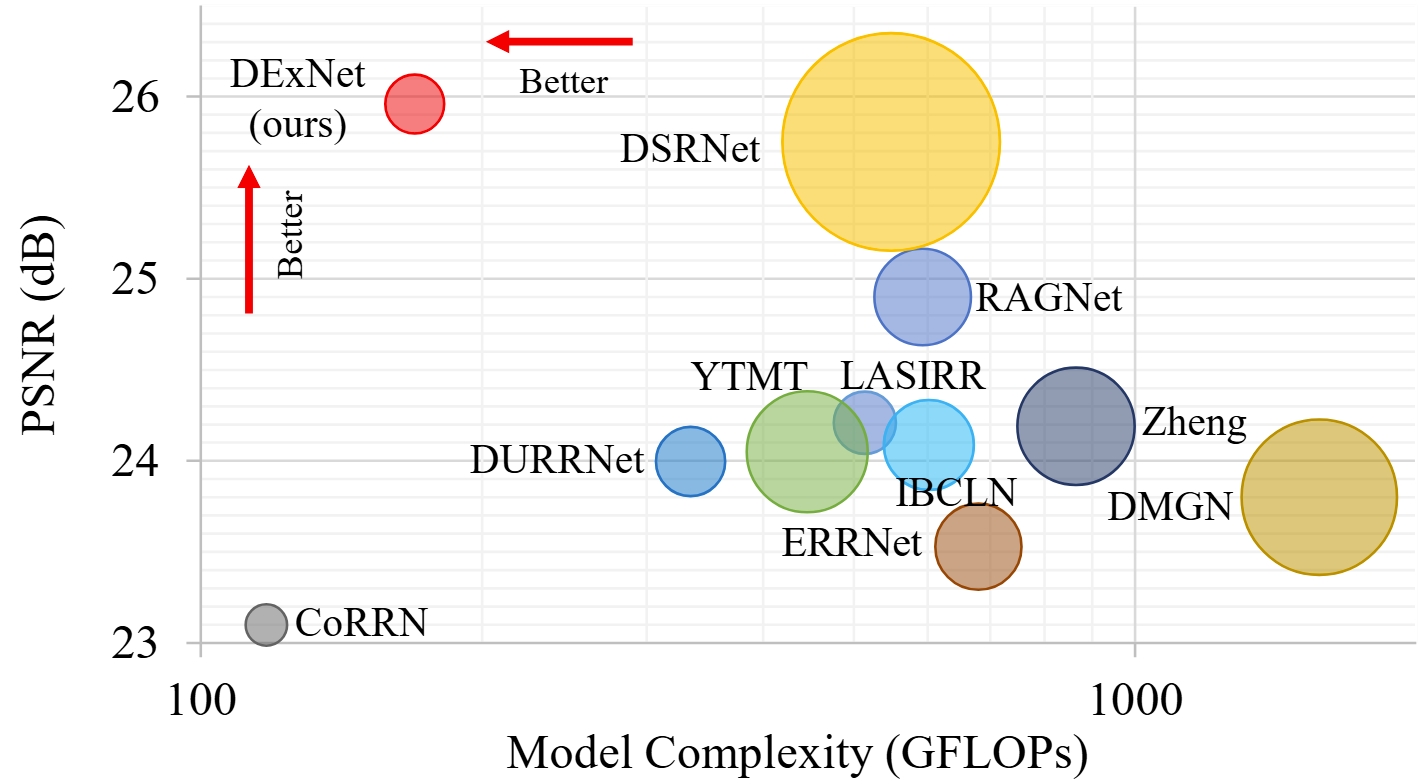 Better
DExNet
(ours)
26
DSRNet
Better
25
RAGNet
PSNR (dB)
YTMT
LASIRR
Zheng
DURRNet
24
IBCLN
DMGN
ERRNet
CoRRN
23
100
1000
Model Complexity (GFLOPs)